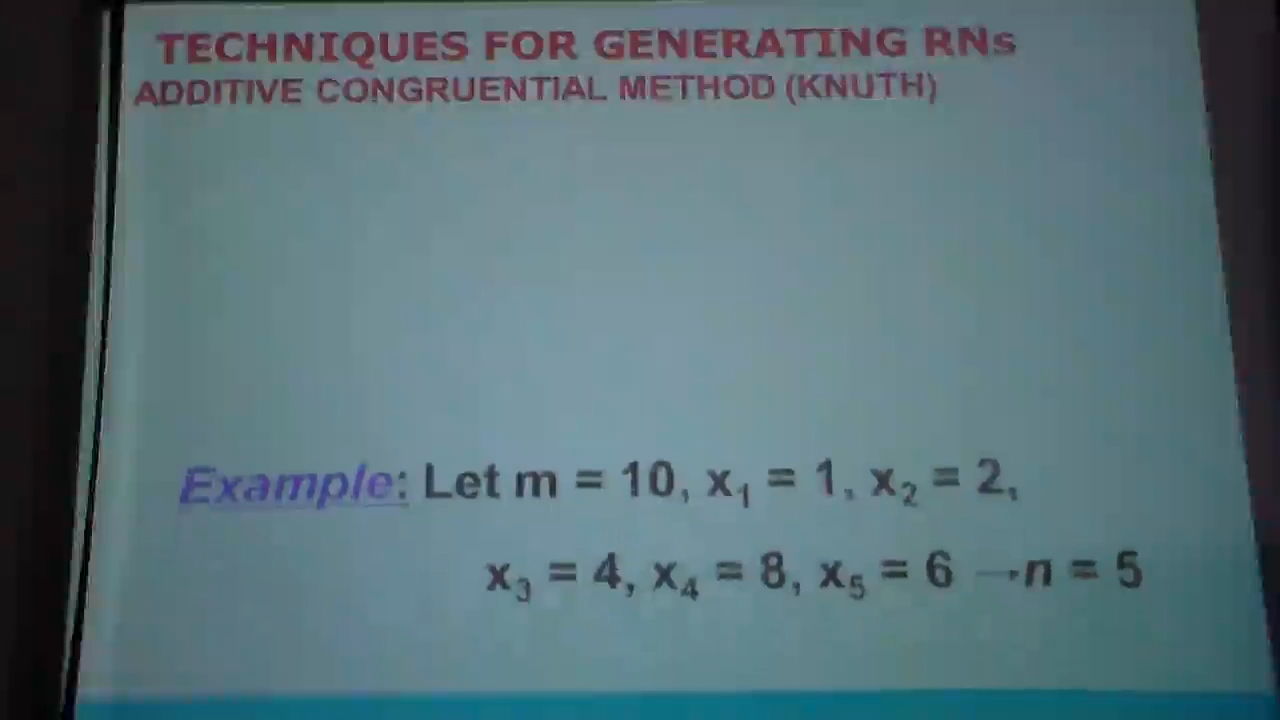 TECHNIQUES FOR GENERATING RNs
ADDITIVE CONGRUENTIAL METHOD (KNUTH)
Example: Let m = 10, x₁ = 1, x₂ = 2,
x₃ = 4, x₄ = 8, x₅ = 6 →n = 5